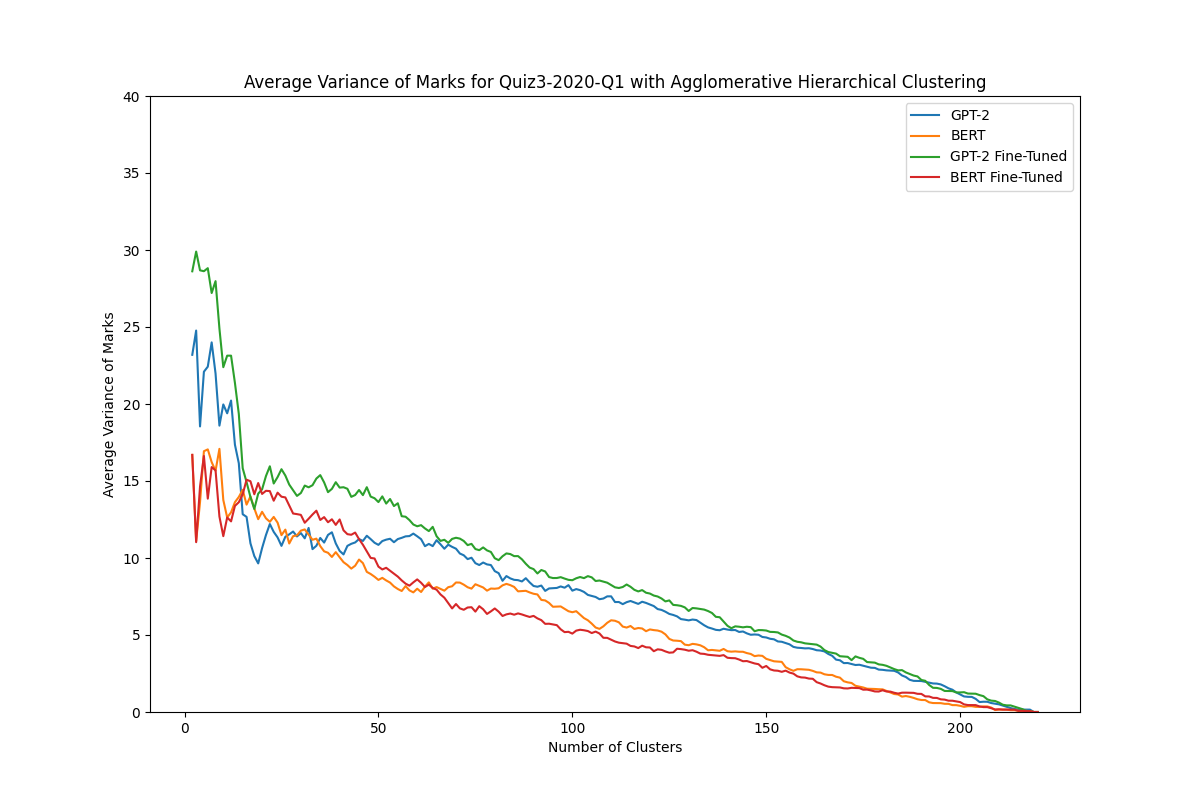 Average Variance of Marks for Quiz3-2020-Q1 with Agglomerative Hierarchical Clustering
GPT-2
BERT
GPT-2 Fine-Tuned
BERT Fine-Tuned
Average Variance of Marks
40
35
30
25
20
15
10
5
0
0 50 100 150 200
Number of Clusters